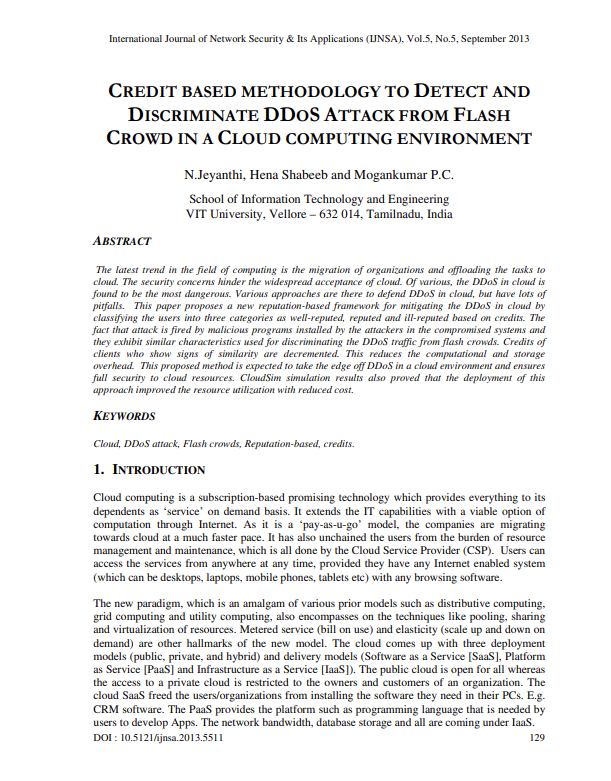 International Journal of Network Security & Its Applications (IJNSA), Vol.5, No.5, September 2013
CREDIT BASED METHODOLOGY TO DETECT AND
DISCRIMINATE DDOS ATTACK FROM FLASH
CROWD IN A CLOUD COMPUTING ENVIRONMENT
N.Jeyanthi, Hena Shabeeb and Mogankumar P.C.
School of Information Technology and Engineering
VIT University, Vellore – 632 014, Tamilnadu, India
ABSTRACT
The latest trend in the field of computing is the migration of organizations and offloading the tasks to
cloud. The security concerns hinder the widespread acceptance of cloud. Of various, the DDoS in cloud is
found to be the most dangerous. Various approaches are there to defend DDoS in cloud, but have lots of
pitfalls. This paper proposes a new reputation-based framework for mitigating the DDoS in cloud by
classifying the users into three categories as well-reputed, reputed and ill-reputed based on credits. The
fact that attack is fired by malicious programs installed by the attackers in the compromised systems and
they exhibit similar characteristics used for discriminating the DDoS traffic from flash crowds. Credits of
clients who show signs of similarity are decremented. This reduces the computational and storage
overhead. This proposed method is expected to take the edge off DDoS in a cloud environment and ensures
full security to cloud resources. CloudSim simulation results also proved that the deployment of this
approach improved the resource utilization with reduced cost.
KEYWORDS
Cloud, DDoS attack, Flash crowds, Reputation-based, credits.
1. INTRODUCTION
Cloud computing is a subscription-based promising technology which provides everything to its
dependents as ‘service’ on demand basis. It extends the IT capabilities with a viable option of
computation through Internet. As it is a ‘pay-as-u-go’ model, the companies are migrating
towards cloud at a much faster pace. It has also unchained the users from the burden of resource
management and maintenance, which is all done by the Cloud Service Provider (CSP). Users can
access the services from anywhere at any time, provided they have any Internet enabled system
(which can be desktops, laptops, mobile phones, tablets etc) with any browsing software.
The new paradigm, which is an amalgam of various prior models such as distributive computing,
grid computing and utility computing, also encompasses on the techniques like pooling, sharing
and virtualization of resources. Metered service (bill on use) and elasticity (scale up and down on
demand) are other hallmarks of the new model. The cloud comes up with three deployment
models (public, private, and hybrid) and delivery models (Software as a Service [SaaS], Platform
as Service [PaaS] and Infrastructure as a Service [IaaS]). The public cloud is open for all whereas
the access to a private cloud is restricted to the owners and customers of an organization. The
cloud SaaS freed the users/organizations from installing the software they need in their PCs. E.g.
CRM software. The PaaS provides the platform such as programming language that is needed by
users to develop Apps. The network bandwidth, database storage and all are coming under IaaS.
DOI : 10.5121/ijnsa.2013.5511 129